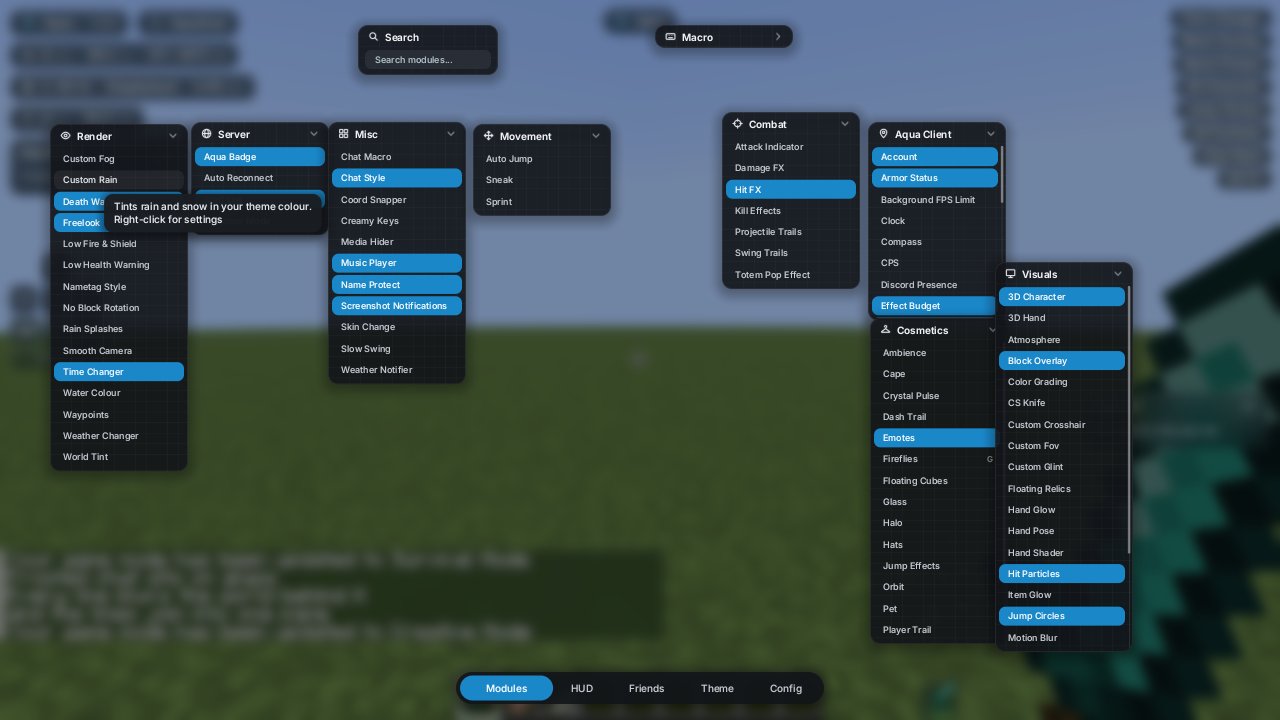 Search
Search modules...
Macro
Render
Custom Fog
Custom Rain
Death Wa
Freelook
Low Fire & Shield
Low Health Warning
Nametag Style
No Block Rotation
Rain Splashes
Smooth Camera
Time Changer
Water Colour
Waypoints
Weather Changer
World Tint
Tints rain and snow in your theme colour.
Right-click for settings
Server
Aqua Badge
Auto Reconnect
Misc
Chat Macro
Chat Style
Coord Snapper
Creamy Keys
Media Hider
Music Player
Name Protect
Screenshot Notifications
Skin Change
Slow Swing
Weather Notifier
Movement
Auto Jump
Sneak
Sprint
Combat
Attack Indicator
Damage FX
Hit FX
Kill Effects
Projectile Trails
Swing Trails
Totem Pop Effect
Aqua Client
Account
Armor Status
Background FPS Limit
Clock
Compass
CPS
Discord Presence
Effect Budget
Cosmetics
Ambience
Cape
Crystal Pulse
Dash Trail
Emotes
Fireflies G
Floating Cubes
Glass
Halo
Hats
Jump Effects
Orbit
Pet
Player Trail
Visuals
3D Character
3D Hand
Atmosphere
Block Overlay
Color Grading
CS Knife
Custom Crosshair
Custom Fov
Custom Glint
Floating Relics
Hand Glow
Hand Pose
Hand Shader
Hit Particles
Item Glow
Jump Circles
Motion Blur
Modules
HUD
Friends
Theme
Config